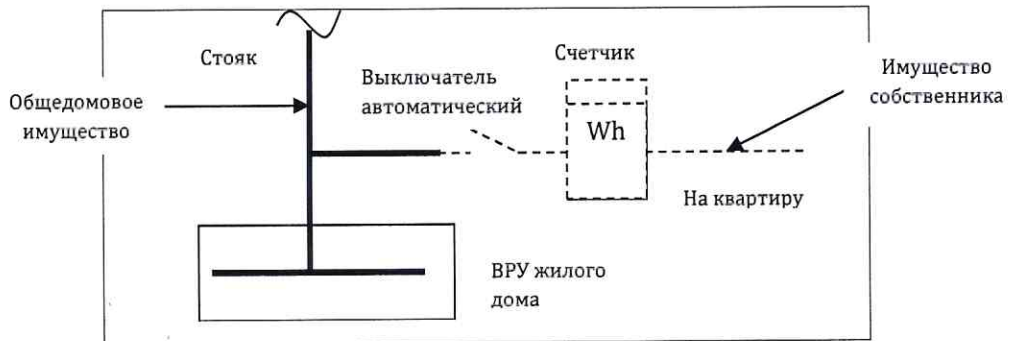 Стояк
Счетчик
Выключатель
автоматический
Имущество
собственника
Общедомовое
имущество
Wh
На квартиру
ВРУ жилого
дома